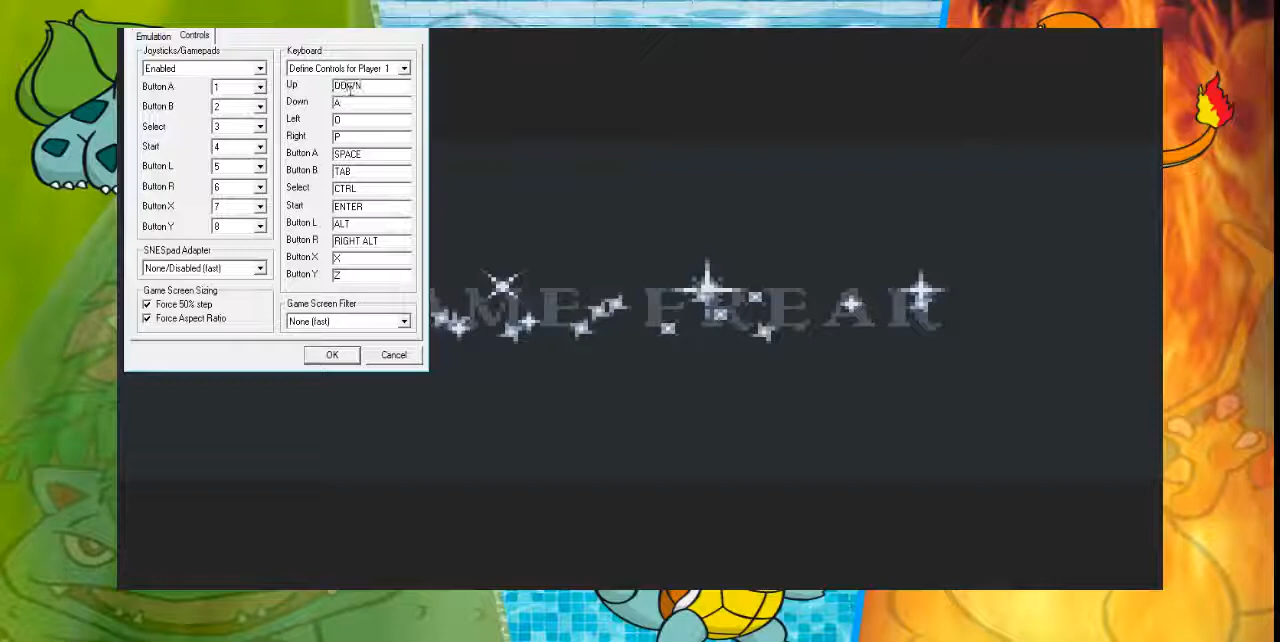 Emulation Controls
Joysticks/Gamepads
Enabled
Button A 1
Button B 2
Select 3
Start 4
Button L 5
Button R 6
Button X 7
Button Y 8
SNESpad Adapter
None/Disabled (fast)
Game Screen Sizing
Force 50% step
Force Aspect Ratio
Keyboard
Define Controls for Player 1
Up DOWN
Down A
Left O
Right P
Button A SPACE
Button B TAB
Select CTRL
Start ENTER
Button L ALT
Button R RIGHT ALT
Button X X
Button Y Z
Game Screen Filter
None (fast)
OK Cancel
AME FREAK